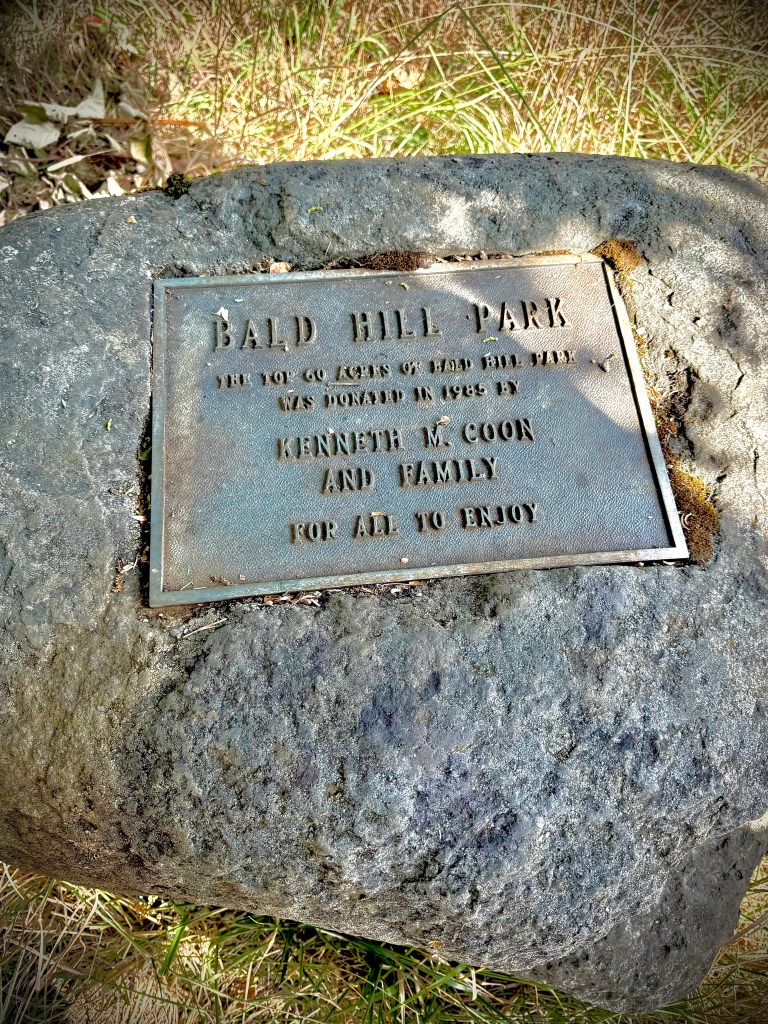 BALD HILL PARK
THE TOP 60 ACRES OF BALD HILL PARK
WAS DONATED IN 1985 BY
KENNETH M. COON
AND FAMILY
FOR ALL TO ENJOY